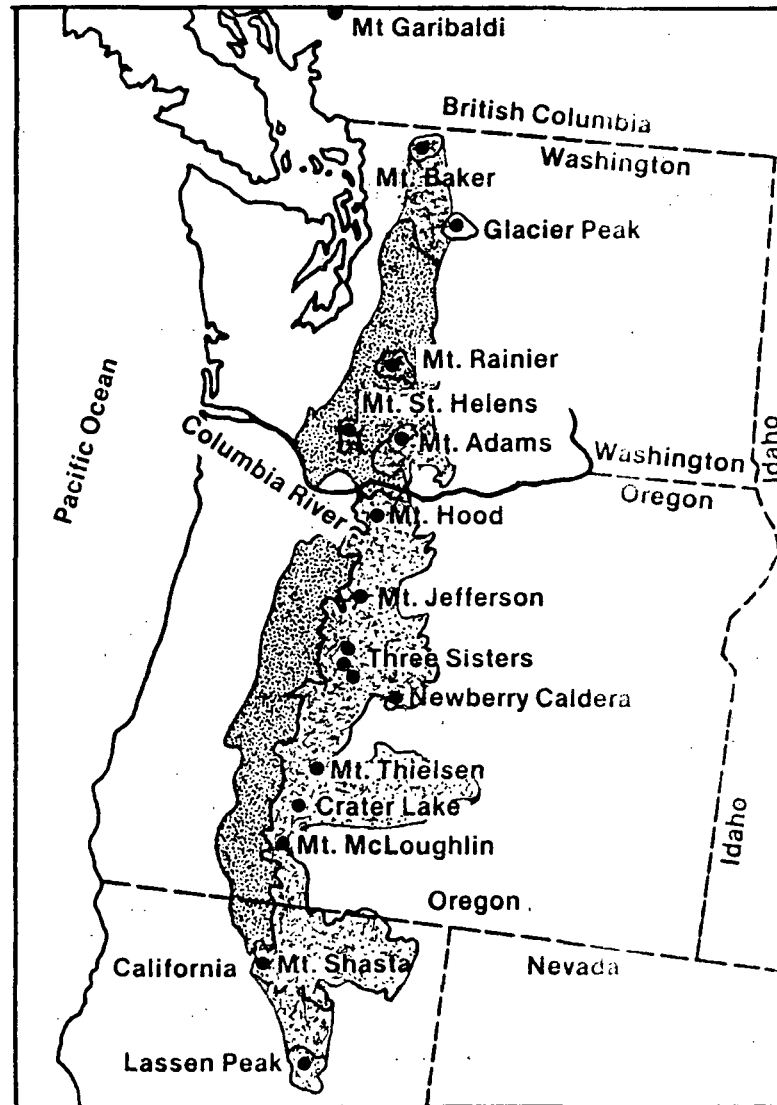 Mt Garibaldi
British Columbia
Washington
Mt. Baker
Glacier Peak
Mt. Rainier
Mt. St. Helens
Mt. Adams
Pacific Ocean
Columbia River
Washington
Oregon
Idaho
Mt. Hood
Mt. Jefferson
Three Sisters
Newberry Caldera
Mt. Thielsen
Crater Lake
Mt. McLoughlin
Idaho
Oregon
California
Mt. Shasta
Nevada
Lassen Peak